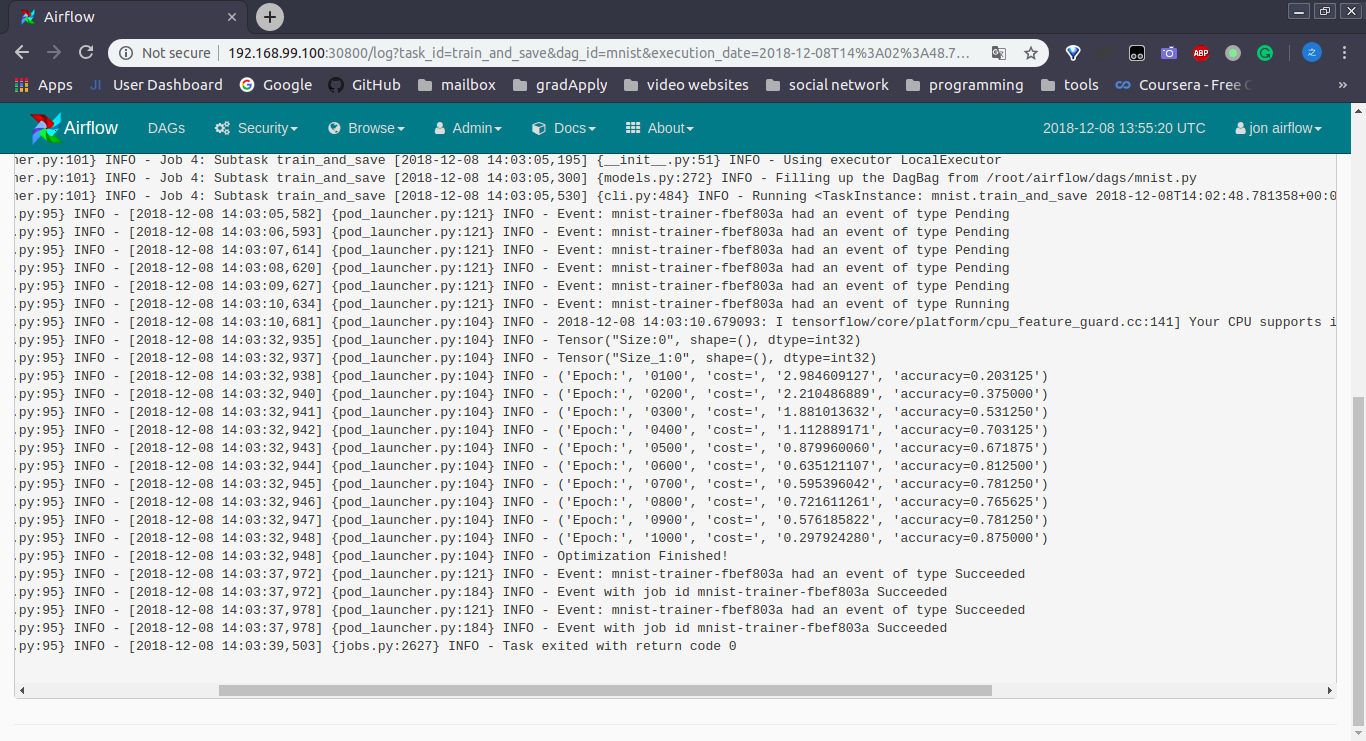 Airflow
Not secure 192.168.99.100:30800/log?task_id=train_and_save&dag_id=mnist&execution_date=2018-12-08T14%3A02%3A48.7...
ABP
Apps JI User Dashboard Google GitHub mailbox gradApply video websites social network programming tools Coursera - Free C »
Airflow DAGs Security Browse Admin Docs About 2018-12-08 13:55:20 UTC jon airflow
ner.py:101} INFO - Job 4: Subtask train_and_save [2018-12-08 14:03:05,195] {__init__.py:51} INFO - Using executor LocalExecutor
ner.py:101} INFO - Job 4: Subtask train_and_save [2018-12-08 14:03:05,300] {models.py:272} INFO - Filling up the DagBag from /root/airflow/dags/mnist.py
ner.py:101} INFO - Job 4: Subtask train_and_save [2018-12-08 14:03:05,530] {cli.py:484} INFO - Running <TaskInstance: mnist.train_and_save 2018-12-08T14:02:48.781358+00:0
.py:95} INFO - [2018-12-08 14:03:05,582] {pod_launcher.py:121} INFO - Event: mnist-trainer-fbef803a had an event of type Pending
.py:95} INFO - [2018-12-08 14:03:06,593] {pod_launcher.py:121} INFO - Event: mnist-trainer-fbef803a had an event of type Pending
.py:95} INFO - [2018-12-08 14:03:07,614] {pod_launcher.py:121} INFO - Event: mnist-trainer-fbef803a had an event of type Pending
.py:95} INFO - [2018-12-08 14:03:08,620] {pod_launcher.py:121} INFO - Event: mnist-trainer-fbef803a had an event of type Pending
.py:95} INFO - [2018-12-08 14:03:09,627] {pod_launcher.py:121} INFO - Event: mnist-trainer-fbef803a had an event of type Pending
.py:95} INFO - [2018-12-08 14:03:10,634] {pod_launcher.py:121} INFO - Event: mnist-trainer-fbef803a had an event of type Running
.py:95} INFO - [2018-12-08 14:03:10,681] {pod_launcher.py:104} INFO - 2018-12-08 14:03:10.679093: I tensorflow/core/platform/cpu_feature_guard.cc:141] Your CPU supports i
.py:95} INFO - [2018-12-08 14:03:32,935] {pod_launcher.py:104} INFO - Tensor("Size:0", shape=(), dtype=int32)
.py:95} INFO - [2018-12-08 14:03:32,937] {pod_launcher.py:104} INFO - Tensor("Size_1:0", shape=(), dtype=int32)
.py:95} INFO - [2018-12-08 14:03:32,938] {pod_launcher.py:104} INFO - ('Epoch:', '0100', 'cost=', '2.984609127', 'accuracy=0.203125')
.py:95} INFO - [2018-12-08 14:03:32,940] {pod_launcher.py:104} INFO - ('Epoch:', '0200', 'cost=', '2.210486889', 'accuracy=0.375000')
.py:95} INFO - [2018-12-08 14:03:32,941] {pod_launcher.py:104} INFO - ('Epoch:', '0300', 'cost=', '1.881013632', 'accuracy=0.531250')
.py:95} INFO - [2018-12-08 14:03:32,942] {pod_launcher.py:104} INFO - ('Epoch:', '0400', 'cost=', '1.112889171', 'accuracy=0.703125')
.py:95} INFO - [2018-12-08 14:03:32,943] {pod_launcher.py:104} INFO - ('Epoch:', '0500', 'cost=', '0.879960060', 'accuracy=0.671875')
.py:95} INFO - [2018-12-08 14:03:32,944] {pod_launcher.py:104} INFO - ('Epoch:', '0600', 'cost=', '0.635121107', 'accuracy=0.812500')
.py:95} INFO - [2018-12-08 14:03:32,945] {pod_launcher.py:104} INFO - ('Epoch:', '0700', 'cost=', '0.595396042', 'accuracy=0.781250')
.py:95} INFO - [2018-12-08 14:03:32,946] {pod_launcher.py:104} INFO - ('Epoch:', '0800', 'cost=', '0.721611261', 'accuracy=0.765625')
.py:95} INFO - [2018-12-08 14:03:32,947] {pod_launcher.py:104} INFO - ('Epoch:', '0900', 'cost=', '0.576185822', 'accuracy=0.781250')
.py:95} INFO - [2018-12-08 14:03:32,948] {pod_launcher.py:104} INFO - ('Epoch:', '1000', 'cost=', '0.297924280', 'accuracy=0.875000')
.py:95} INFO - [2018-12-08 14:03:32,948] {pod_launcher.py:104} INFO - Optimization Finished!
.py:95} INFO - [2018-12-08 14:03:37,972] {pod_launcher.py:121} INFO - Event: mnist-trainer-fbef803a had an event of type Succeeded
.py:95} INFO - [2018-12-08 14:03:37,972] {pod_launcher.py:184} INFO - Event with job id mnist-trainer-fbef803a Succeeded
.py:95} INFO - [2018-12-08 14:03:37,978] {pod_launcher.py:121} INFO - Event: mnist-trainer-fbef803a had an event of type Succeeded
.py:95} INFO - [2018-12-08 14:03:37,978] {pod_launcher.py:184} INFO - Event with job id mnist-trainer-fbef803a Succeeded
.py:95} INFO - [2018-12-08 14:03:39,503] {jobs.py:2627} INFO - Task exited with return code 0